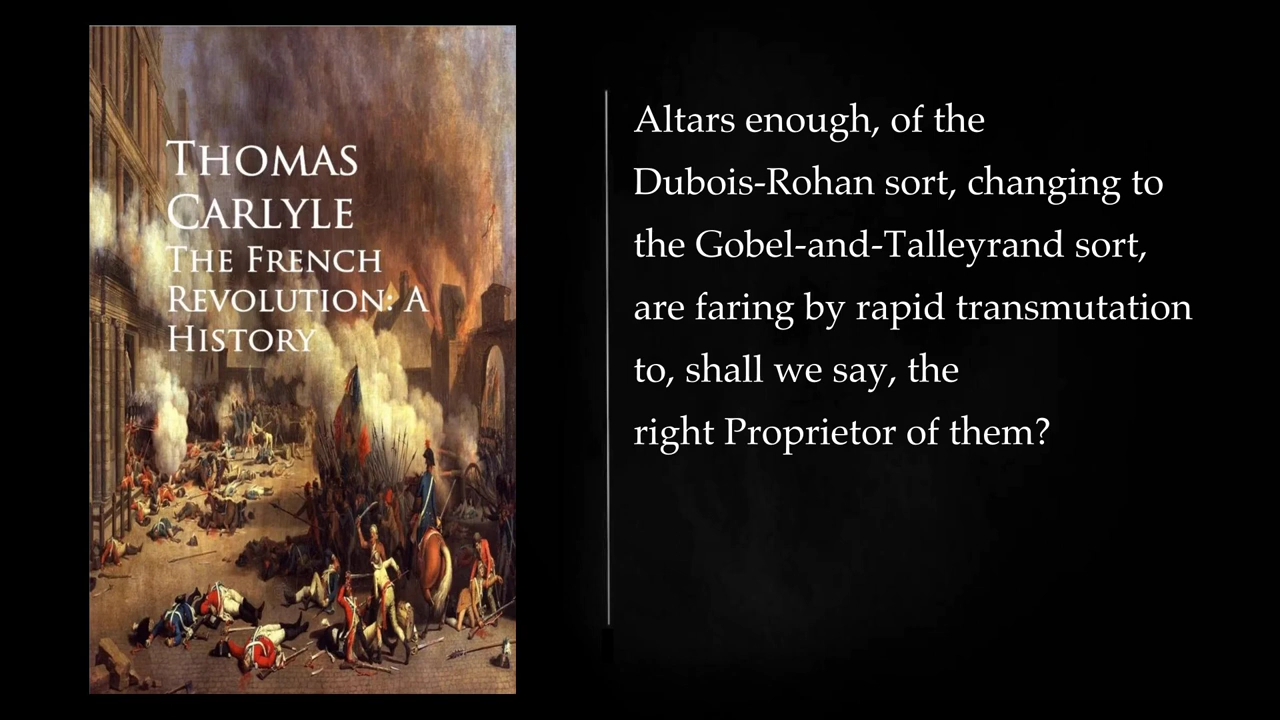 THOMAS
CARLYLE
THE FRENCH
REVOLUTION: A
HISTORY
Altars enough, of the
Dubois-Rohan sort, changing to
the Gobel-and-Talleyrand sort,
are faring by rapid transmutation
to, shall we say, the
right Proprietor of them?